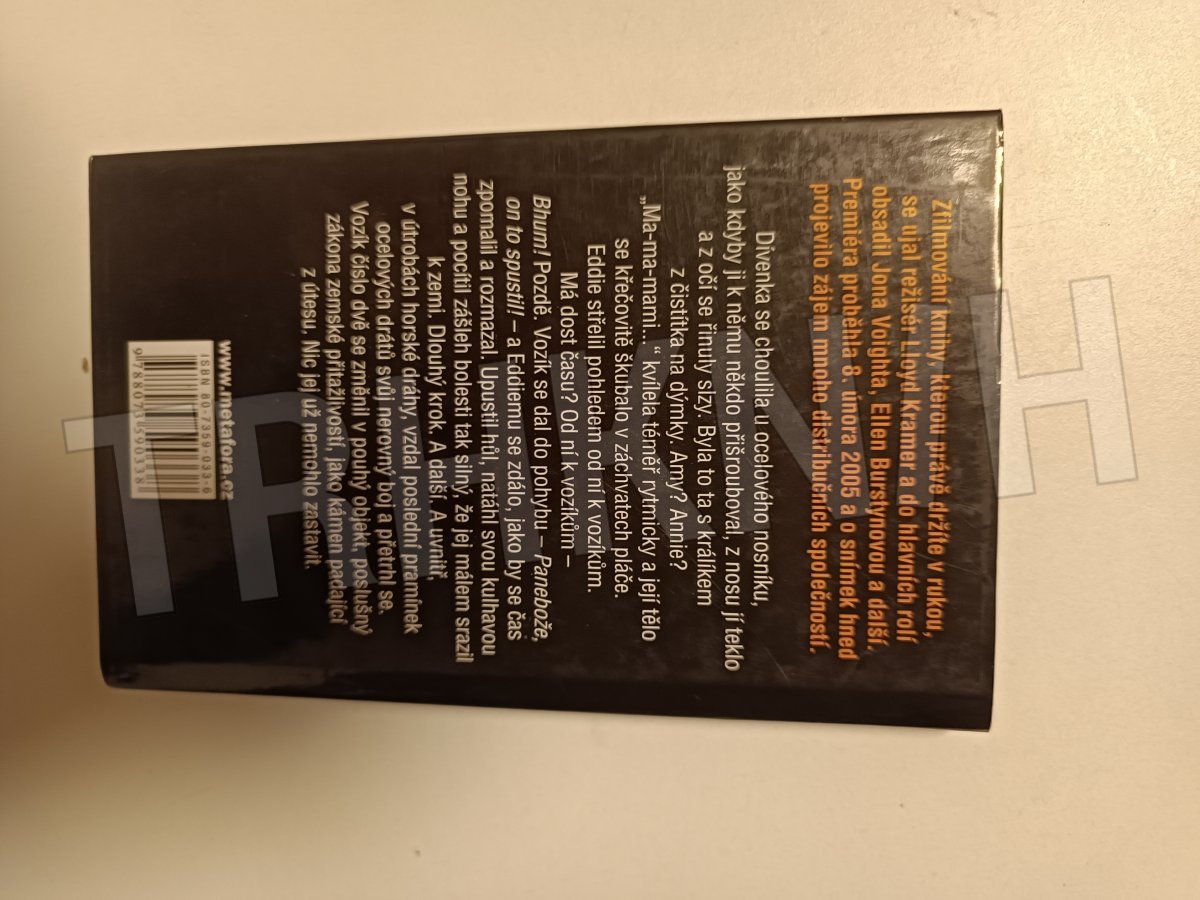 Zfilmování knihy, kterou právě držíte v rukou,
se ujal režisér Lloyd Kramer a do hlavních rolí
obsadil Jona Voighta, Ellen Burstynovou a další.
Premiéra proběhla 8. února 2005 a o snímek hned
projevilo zájem mnoho distribučních společností.
Dívenka se choulila u ocelového nosníku,
jako kdyby ji k němu někdo přišrouboval, z nosu jí teklo
a z očí se řinuly slzy. Byla to ta s králíkem
z čistítka na dýmky. Amy? Annie?
„Ma-ma-mami... “ kvílela téměř rytmicky a její tělo
se křečovitě škubalo v záchvatech pláče.
Eddie střelil pohledem od ní k vozíkům.
Má dost času? Od ní k vozíkům –
Bhum! Pozdě. Vozík se dal do pohybu – Panebože,
on to spustil! – a Eddiemu se zdálo, jako by se čas
zpomalil a rozmazal. Upustil hůl, natáhl svou kulhavou
nohu a pocítil zášleh bolesti tak silný, že jej málem srazil
k zemi. Dlouhý krok. A další. A uvnitř,
v útrobách horské dráhy, vzdal poslední pramínek
ocelových drátů svůj nerovný boj a přetrhl se.
Vozík číslo dvě se změnil v pouhý objekt, poslušný
zákona zemské přitažlivosti, jako kámen padající
z útesu. Nic jej už nemohlo zastavit.
www.metafora.cz
ISBN 80-7359-033-6
9788073590338
TRHKNIH